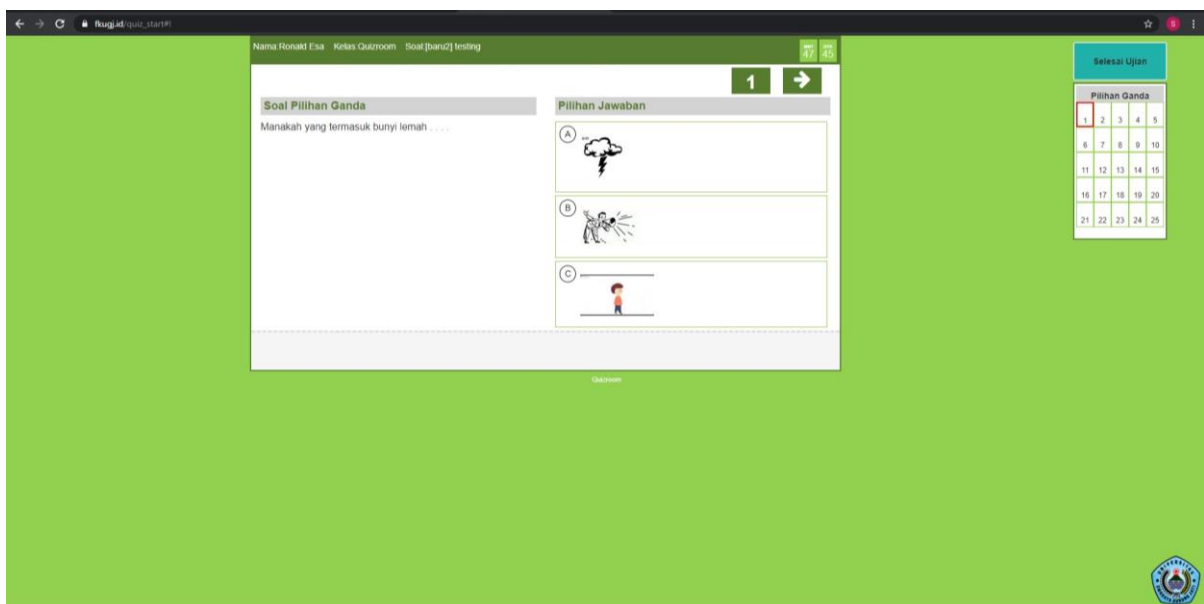 fkugj.id/quiz_start#!
S
Nama:Ronald Esa Kelas:Quizroom Soal:[baru2] testing
47 45
Selesai Ujian
1
Pilihan Ganda
1 2 3 4 5
6 7 8 9 10
11 12 13 14 15
16 17 18 19 20
21 22 23 24 25
Soal Pilihan Ganda
Manakah yang termasuk bunyi lemah . . . .
Pilihan Jawaban
A
B
C
Quizroom